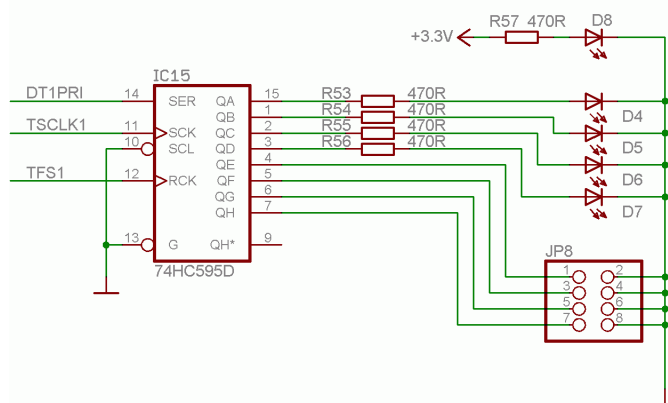 +3.3V R57 470R D8
IC15
DT1PRI 14 SER QA 15 R53 470R
QB 1 R54 470R D4
TSCLK1 11 SCK QC 2 R55 470R
10 SCL QD 3 R56 470R D5
QE 4
TFS1 12 RCK QF 5 D6
QG 6
QH 7 D7
13 G QH* 9
74HC595D
JP8
1 2
3 4
5 6
7 8